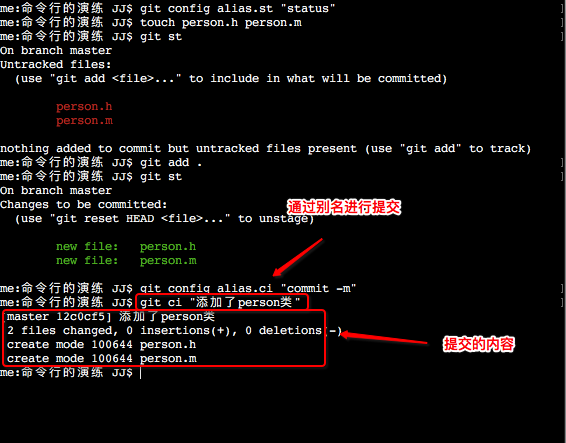 me:命令行的演练 JJ$ git config alias.st "status"
me:命令行的演练 JJ$ touch person.h person.m
me:命令行的演练 JJ$ git st
On branch master
Untracked files:
  (use "git add <file>..." to include in what will be committed)
        person.h
        person.m
nothing added to commit but untracked files present (use "git add" to track)
me:命令行的演练 JJ$ git add .
me:命令行的演练 JJ$ git st
On branch master
Changes to be committed:
  (use "git reset HEAD <file>..." to unstage)
通过别名进行提交
        new file:   person.h
        new file:   person.m
me:命令行的演练 JJ$ git config alias.ci "commit -m"
me:命令行的演练 JJ$ git ci "添加了person类"
[master 12c0cf5] 添加了person类
 2 files changed, 0 insertions(+), 0 deletions(-)
 create mode 100644 person.h
 create mode 100644 person.m
提交的内容
me:命令行的演练 JJ$